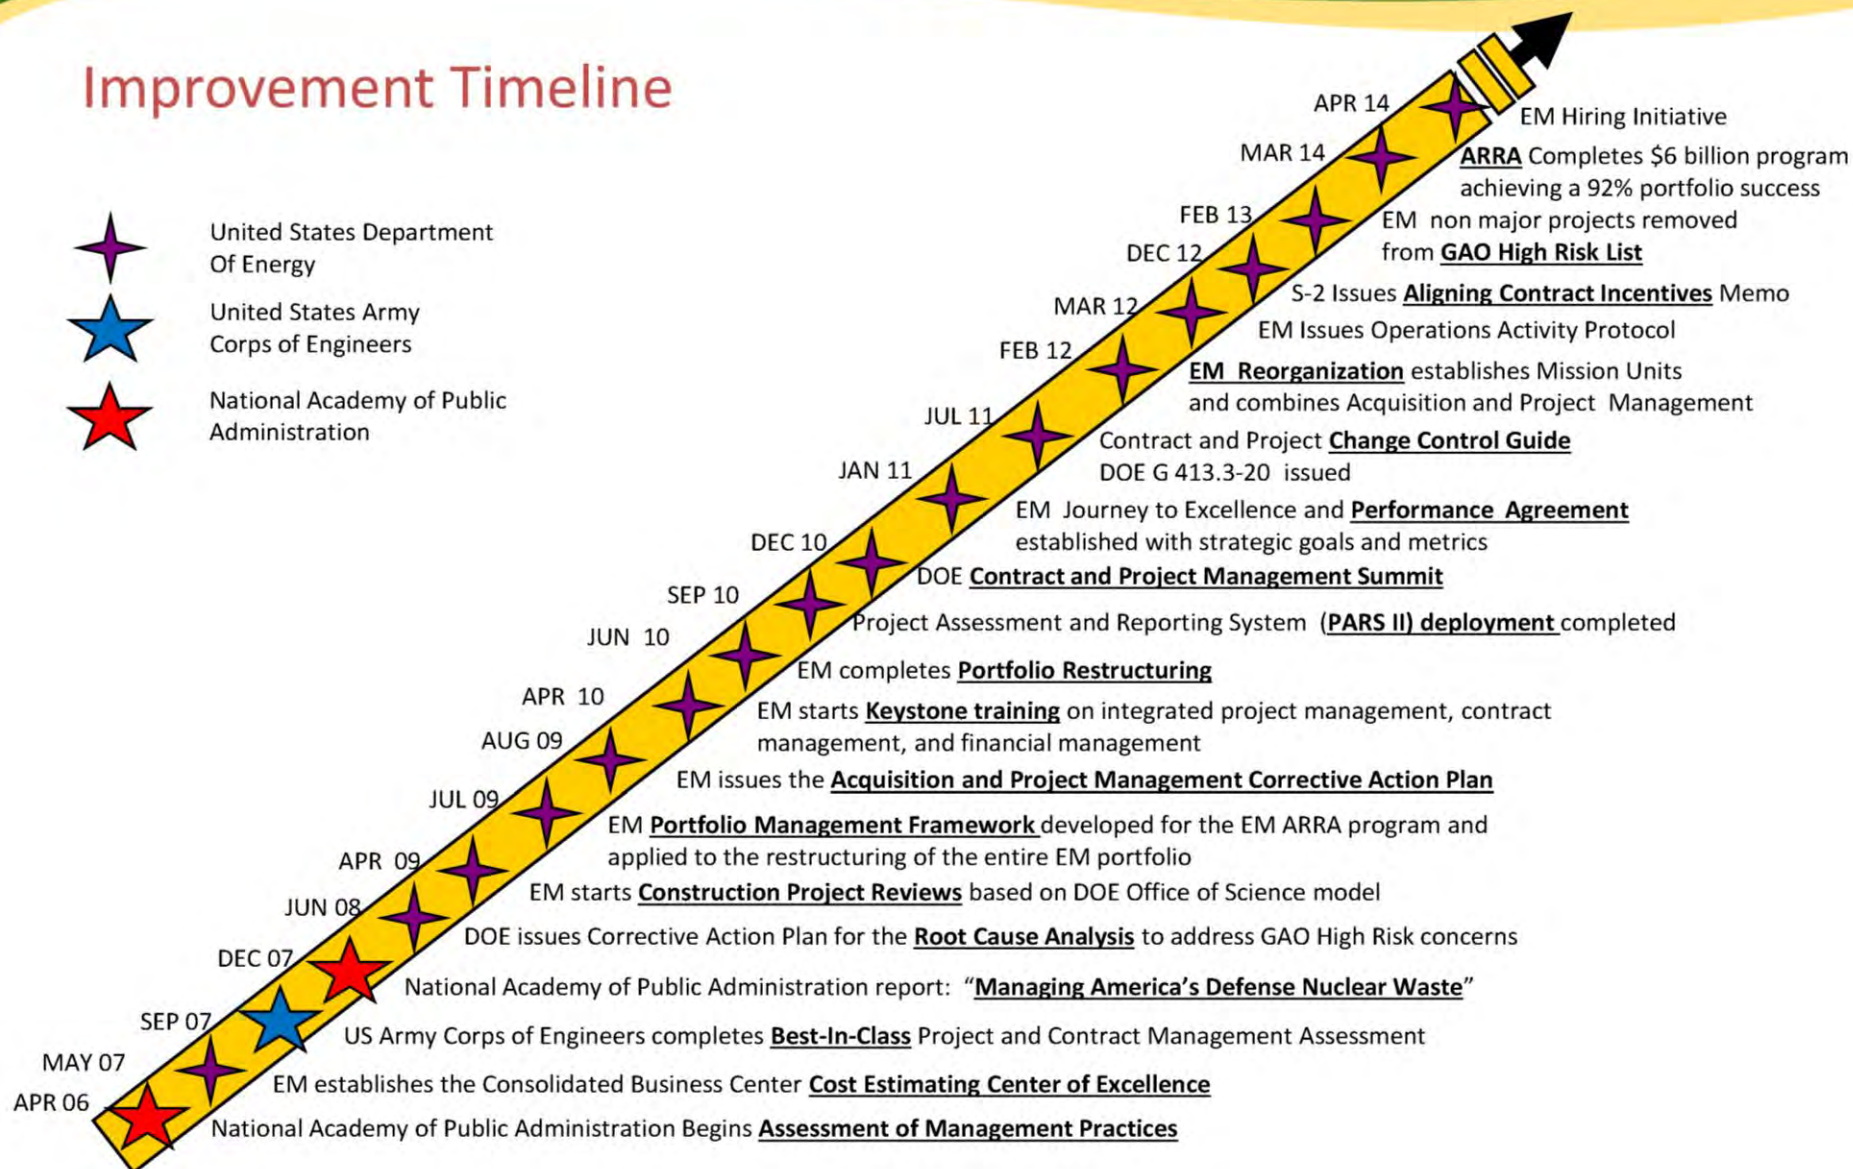 Improvement Timeline
United States Department
Of Energy
United States Army
Corps of Engineers
National Academy of Public
Administration
APR 14
EM Hiring Initiative
MAR 14
ARRA Completes $6 billion program
achieving a 92% portfolio success
FEB 13
EM non major projects removed
from GAO High Risk List
DEC 12
S-2 Issues Aligning Contract Incentives Memo
MAR 12
EM Issues Operations Activity Protocol
FEB 12
EM Reorganization establishes Mission Units
and combines Acquisition and Project Management
JUL 11
Contract and Project Change Control Guide
DOE G 413.3-20 issued
JAN 11
EM Journey to Excellence and Performance Agreement
established with strategic goals and metrics
DEC 10
DOE Contract and Project Management Summit
SEP 10
Project Assessment and Reporting System (PARS II) deployment completed
JUN 10
EM completes Portfolio Restructuring
APR 10
EM starts Keystone training on integrated project management, contract
management, and financial management
AUG 09
EM issues the Acquisition and Project Management Corrective Action Plan
JUL 09
EM Portfolio Management Framework developed for the EM ARRA program and
applied to the restructuring of the entire EM portfolio
APR 09
EM starts Construction Project Reviews based on DOE Office of Science model
JUN 08
DOE issues Corrective Action Plan for the Root Cause Analysis to address GAO High Risk concerns
DEC 07
National Academy of Public Administration report: “Managing America’s Defense Nuclear Waste”
SEP 07
US Army Corps of Engineers completes Best-In-Class Project and Contract Management Assessment
MAY 07
EM establishes the Consolidated Business Center Cost Estimating Center of Excellence
APR 06
National Academy of Public Administration Begins Assessment of Management Practices